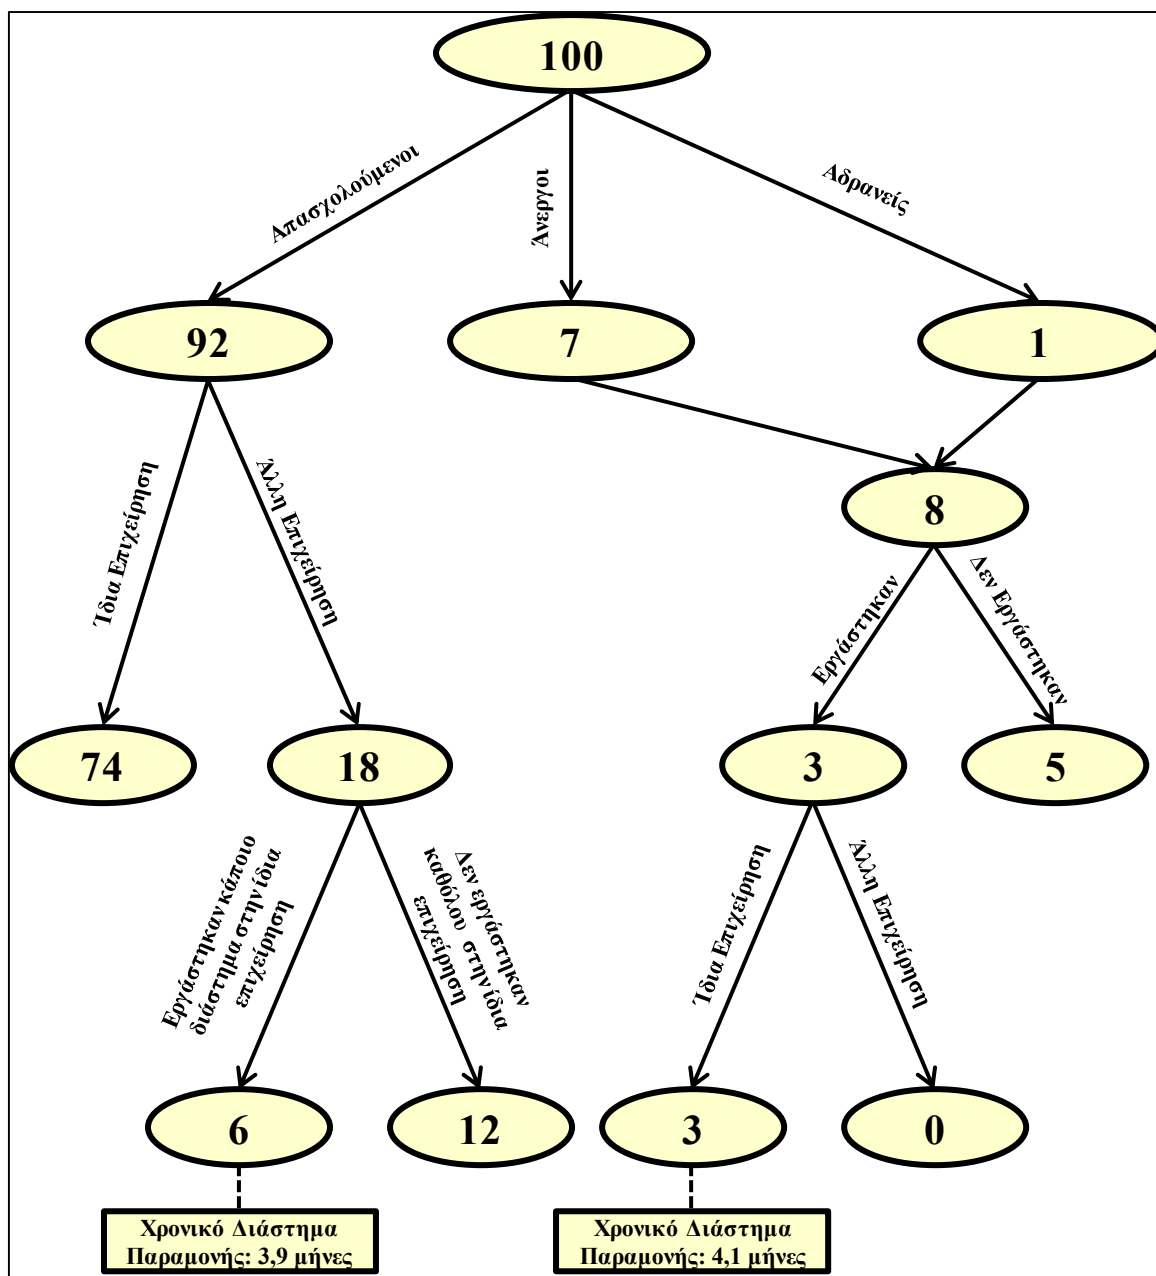 100
Απασχολούμενοι
Άνεργοι
Αδρανείς
92
7
1
8
Ίδια Επιχείρηση
Άλλη Επιχείρηση
Εργάστηκαν
Δεν Εργάστηκαν
74
18
3
5
Εργάστηκαν κάποιο
διάστημα στην ίδια
επιχείρηση
Δεν εργάστηκαν
καθόλου στην ίδια
επιχείρηση
Ίδια Επιχείρηση
Άλλη Επιχείρηση
6
12
3
0
Χρονικό Διάστημα
Παραμονής: 3,9 μήνες
Χρονικό Διάστημα
Παραμονής: 4,1 μήνες